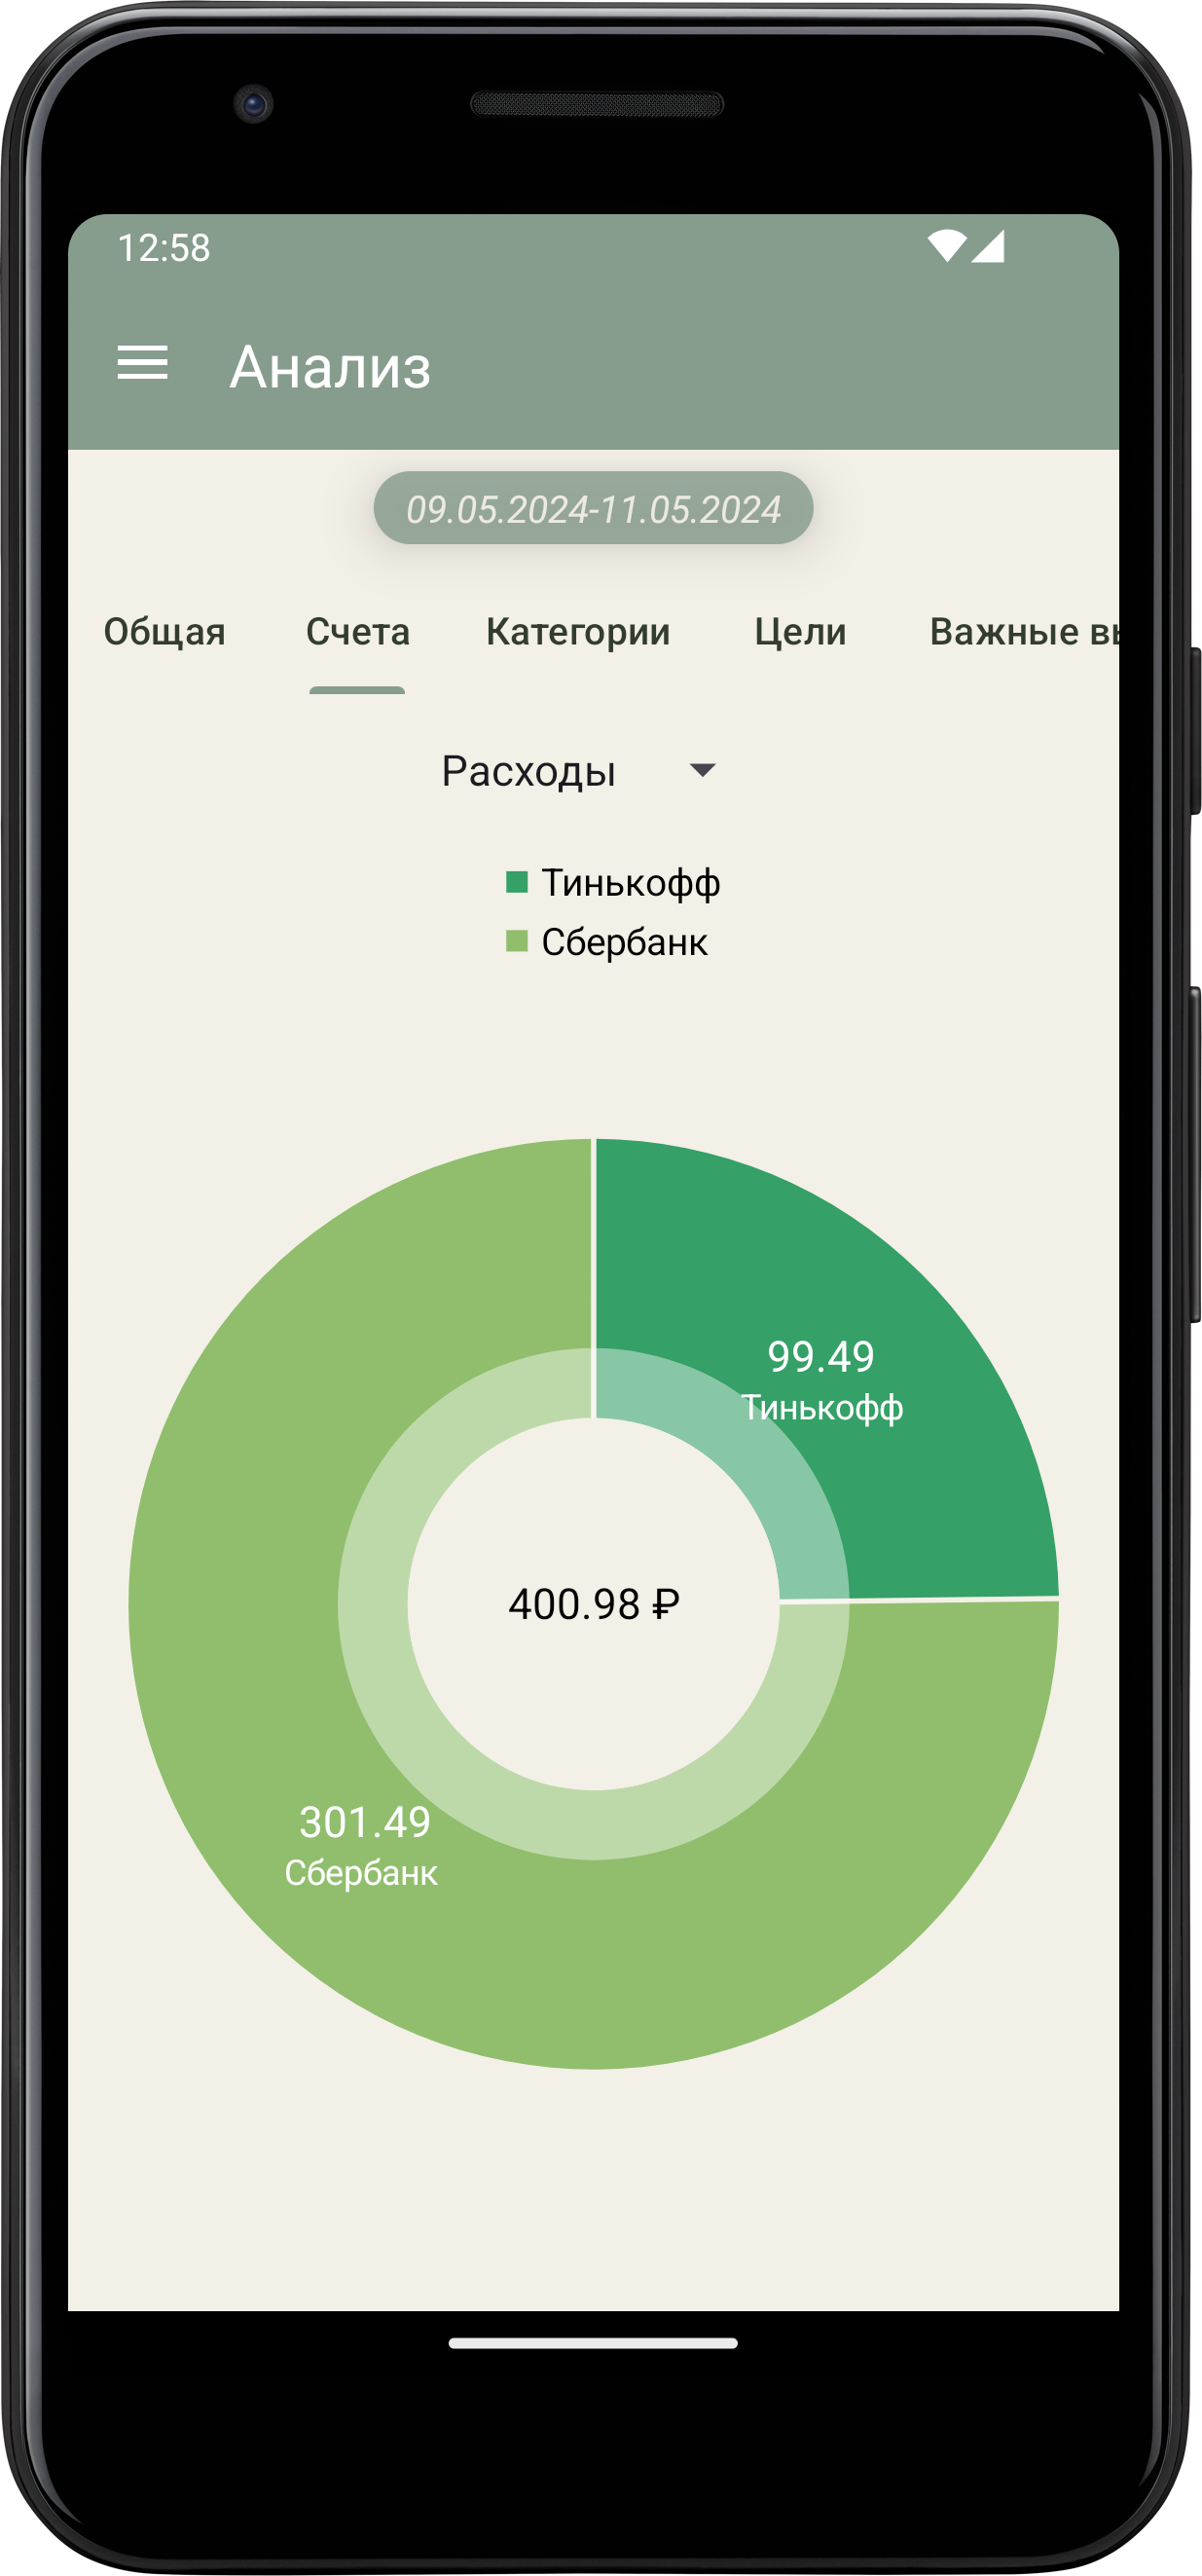 12:58
Анализ
09.05.2024-11.05.2024
Общая Счета Категории Цели Важные
Расходы
Тинькофф
Сбербанк
99.49
Тинькофф
400.98 ₽
301.49
Сбербанк